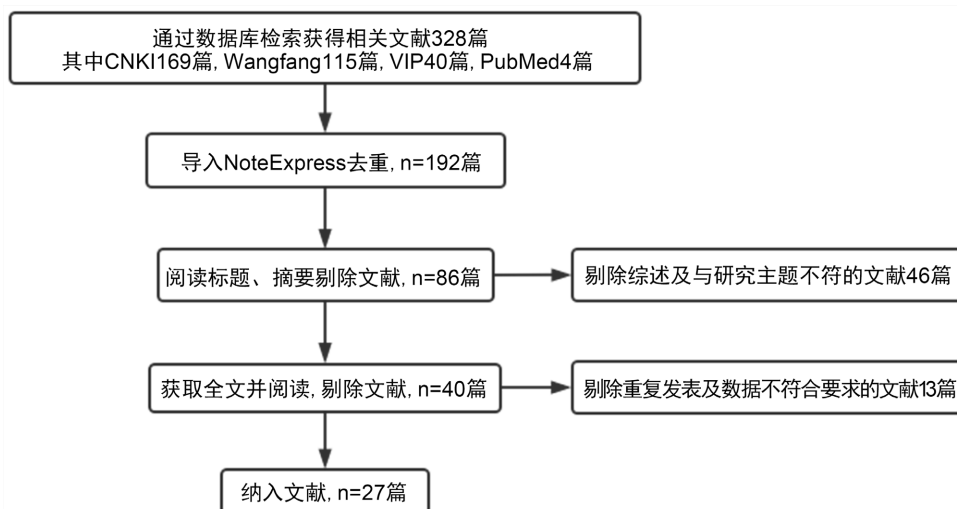 通过数据库检索获得相关文献328篇
其中CNKI169篇, Wangfang115篇, VIP40篇, PubMed4篇
导入NoteExpress去重, n=192篇
阅读标题、摘要剔除文献, n=86篇
剔除综述及与研究主题不符的文献46篇
获取全文并阅读, 剔除文献, n=40篇
剔除重复发表及数据不符合要求的文献13篇
纳入文献, n=27篇